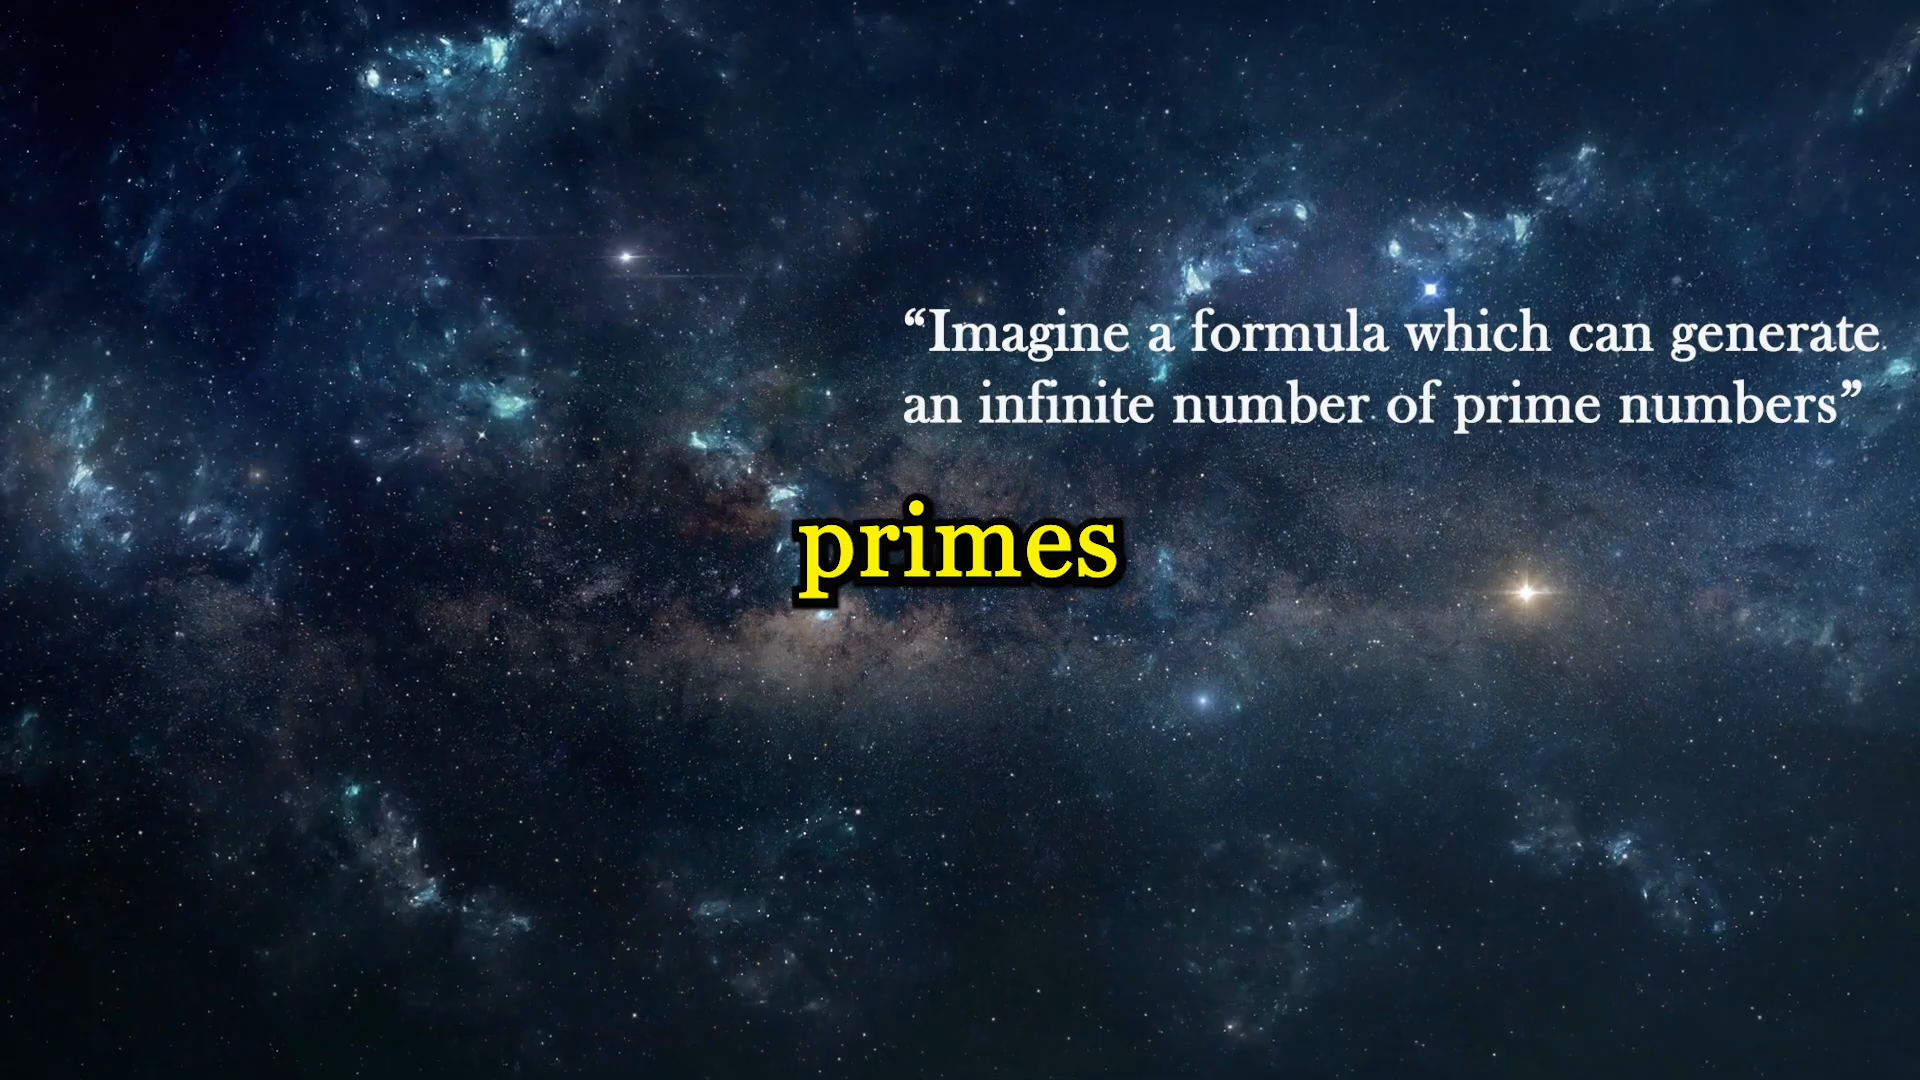 “Imagine a formula which can generate
an infinite number of prime numbers”
primes